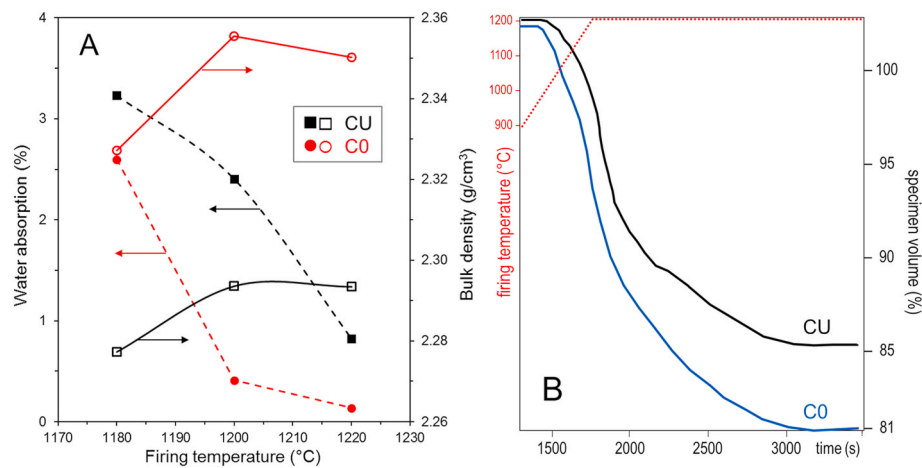 A
Water absorption (%)
4
3
2
1
0
1170 1180 1190 1200 1210 1220 1230
Firing temperature (°C)
2.36
2.34
2.32
2.30
2.28
2.26
Bulk density (g/cm³)
CU
C0
B
firing temperature (°C)
1200
1100
1000
900
1500 2000 2500 3000 time (s)
specimen volume (%)
100
95
90
85
81
CU
C0